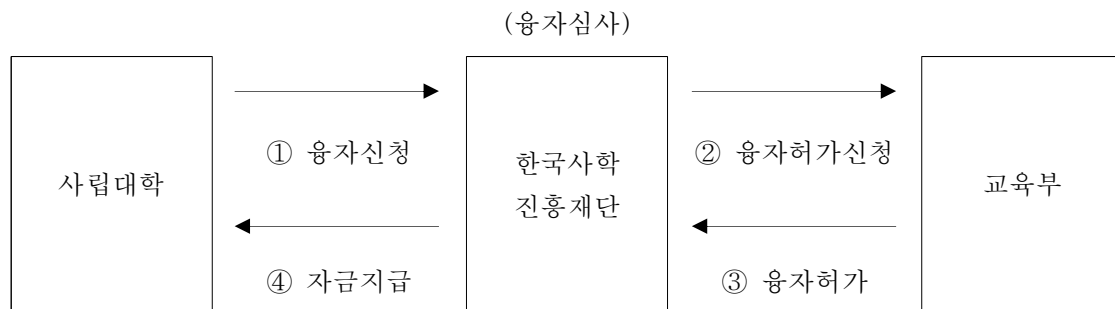 (융자심사)
① 융자신청
② 융자허가신청
사립대학
한국사학
진흥재단
교육부
④ 자금지급
③ 융자허가